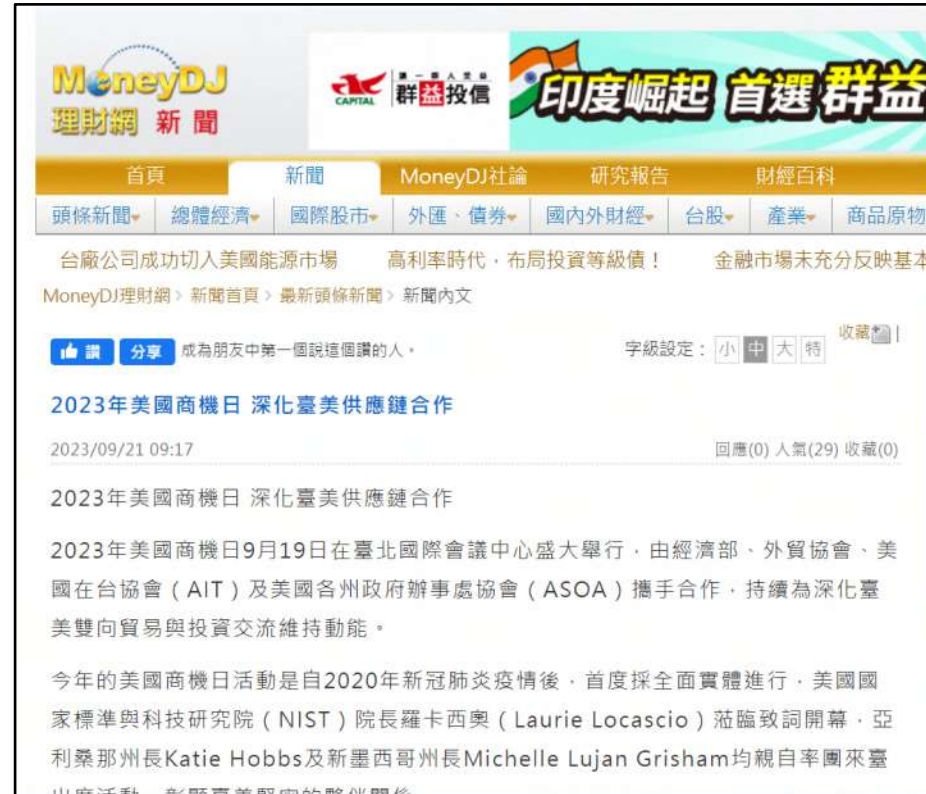 MoneyDJ
理財網 新聞
CAPITAL 群益投信
印度崛起 首選 群益
首頁 新聞 MoneyDJ社論 研究報告 財經百科
頭條新聞 總體經濟 國際股市 外匯、債券 國內外財經 台股 產業 商品原物
台廠公司成功切入美國能源市場 高利率時代，布局投資等級債！ 金融市場未充分反映基本
MoneyDJ理財網> 新聞首頁> 最新頭條新聞> 新聞內文
收藏 |
讚 分享 成為朋友中第一個說這個讚的人。 字級設定： 小 中 大 特
2023年美國商機日 深化臺美供應鏈合作
2023/09/21 09:17 回應(0) 人氣(29) 收藏(0)
2023年美國商機日 深化臺美供應鏈合作
2023年美國商機日9月19日在臺北國際會議中心盛大舉行，由經濟部、外貿協會、美
國在台協會（AIT）及美國各州政府辦事處協會（ASOA）攜手合作，持續為深化臺
美雙向貿易與投資交流維持動能。
今年的美國商機日活動是自2020年新冠肺炎疫情後，首度採全面實體進行，美國國
家標準與科技研究院（NIST）院長羅卡西奧（Laurie Locascio）蒞臨致詞開幕，亞
利桑那州長Katie Hobbs及新墨西哥州長Michelle Lujan Grisham均親自率團來臺